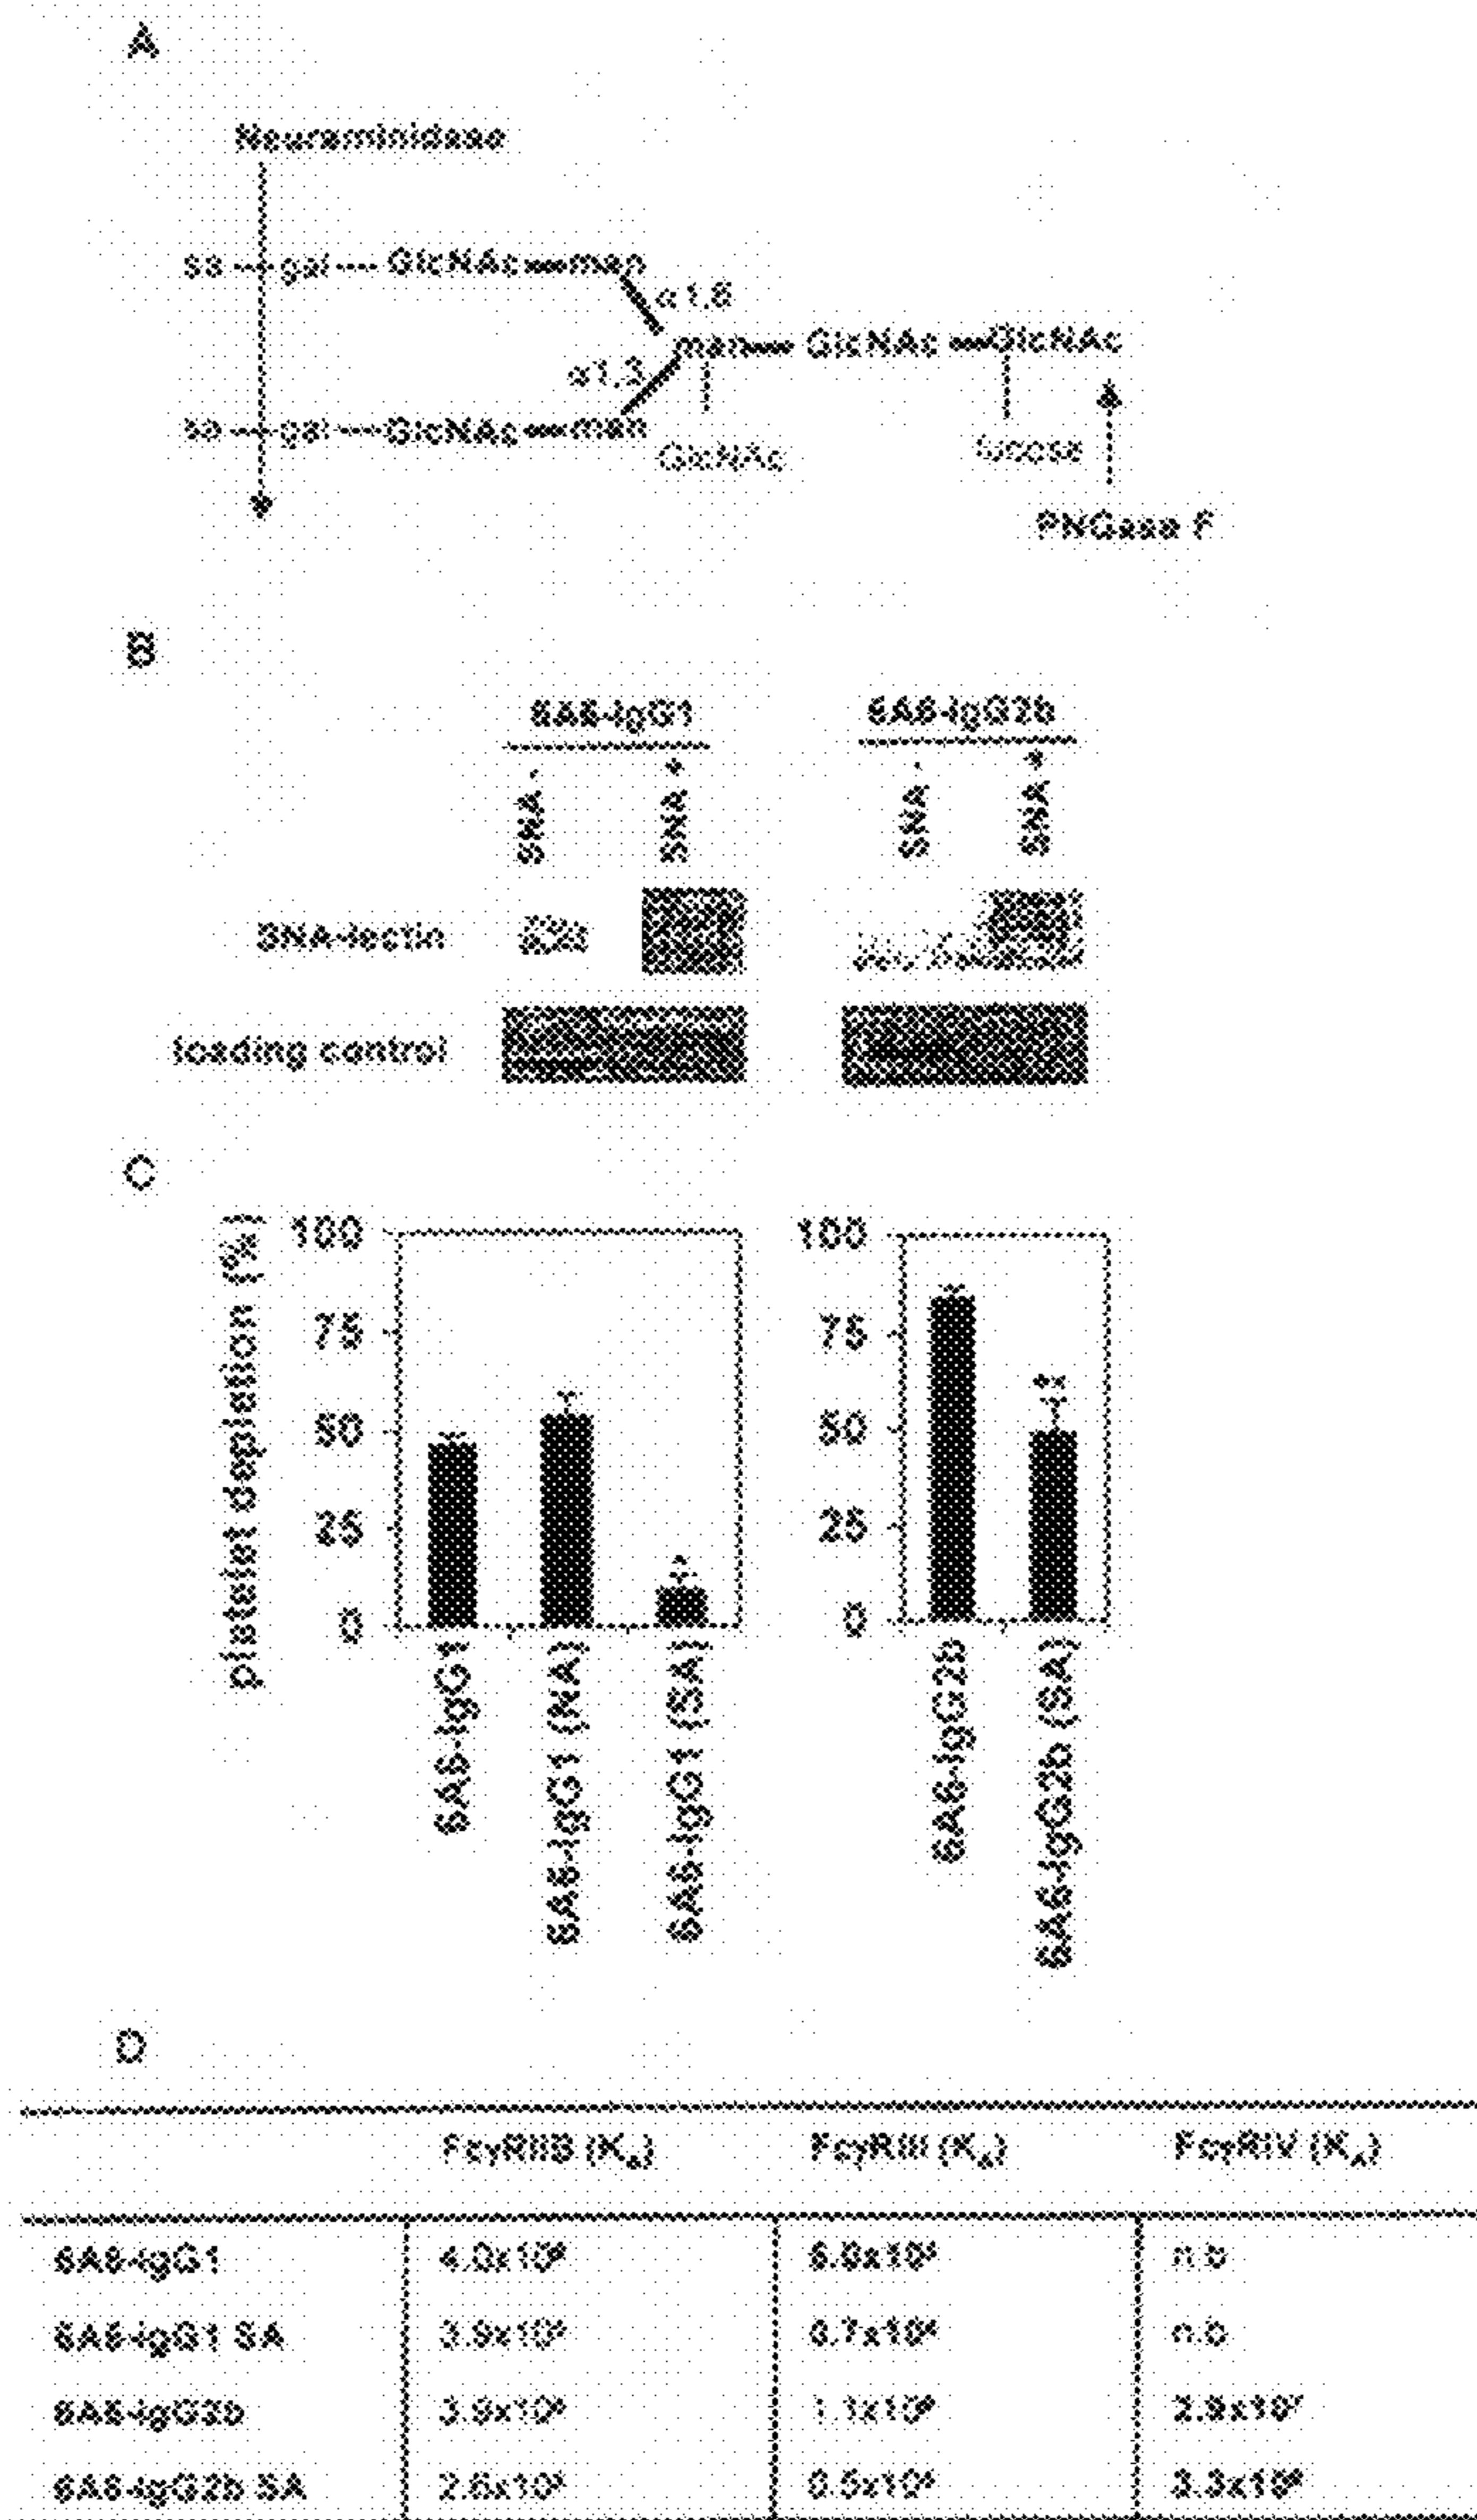 A
Neuraminidase
sa gal GlcNAc man
α1,6
man GlcNAc GlcNAc
α1,3
sa gal GlcNAc man
GlcNAc fucose
PNGase F
B
6A6-IgG1 6A6-IgG2b
SNA - SNA + SNA - SNA +
SNA-lectin
loading control
C
platelet depletion (%)
100 100
75 75
** *
50 50
25 25
0 0
6A6-IgG1 6A6-IgG1 (NA) 6A6-IgG1 (SA) 6A6-IgG2b 6A6-IgG2b (SA)
D
FcγRIIB (K_A) FcγRIII (K_A) FcγRIV (K_A)
6A6-IgG1 n.b
6A6-IgG1 SA n.b
6A6-IgG2b
6A6-IgG2b SA